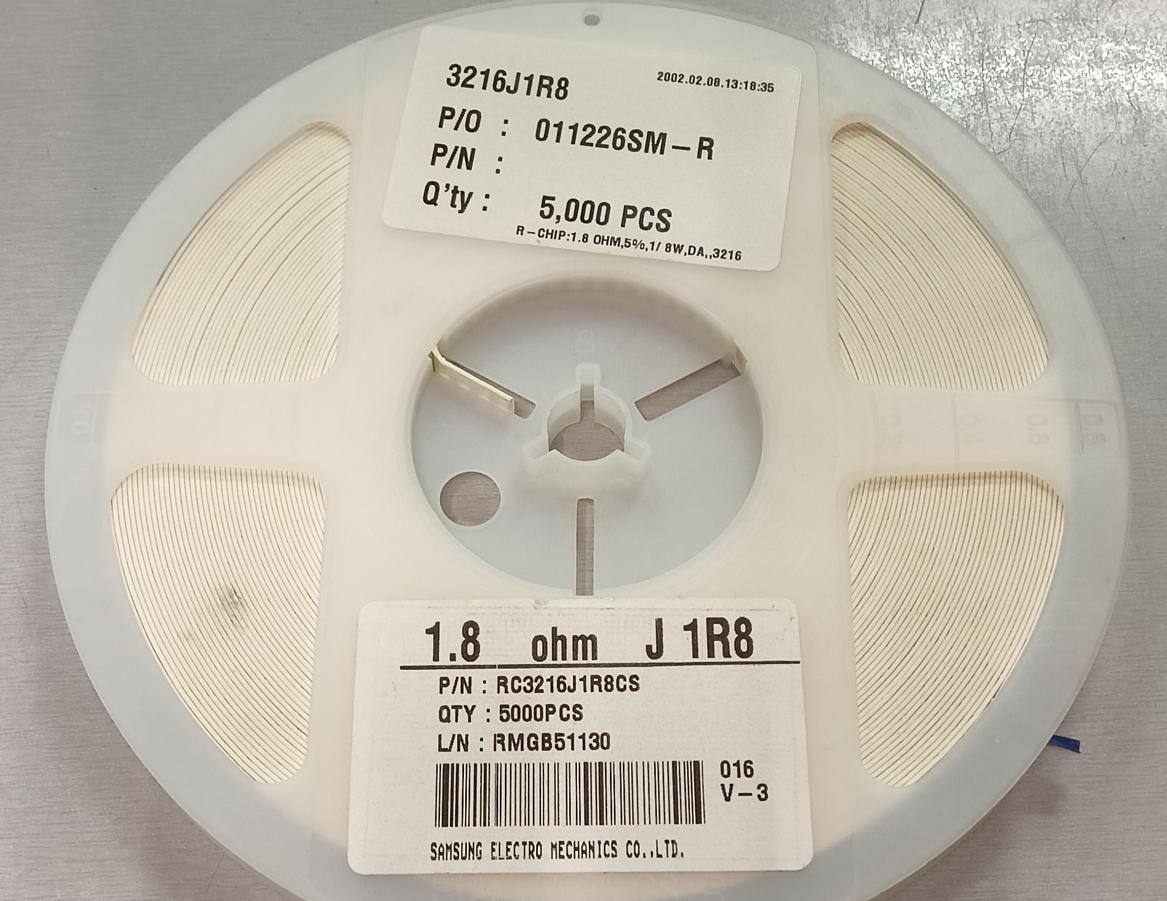 3216J1R8
2002.02.08.13:18:35
P/O : 011226SM-R
P/N :
Q'ty : 5,000 PCS
R-CHIP:1.8 OHM,5%,1/ 8W,DA,,3216
1.8 ohm J 1R8
P/N : RC3216J1R8CS
QTY : 5000PCS
L/N : RMGB51130
016
V-3
SAMSUNG ELECTRO MECHANICS CO.,LTD.